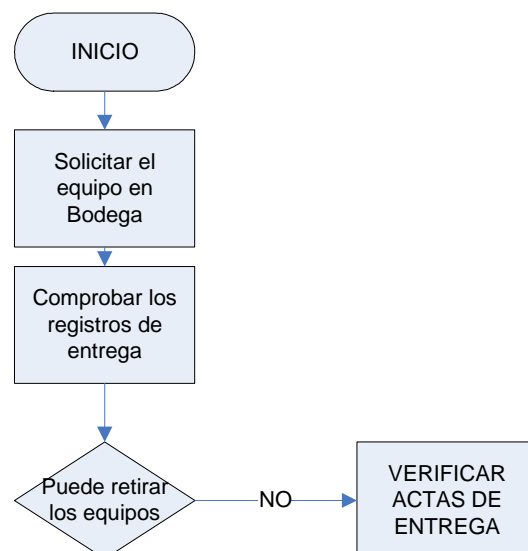 INICIO
Solicitar el
equipo en
Bodega
Comprobar los
registros de
entrega
Puede retirar
los equipos
NO
VERIFICAR
ACTAS DE
ENTREGA